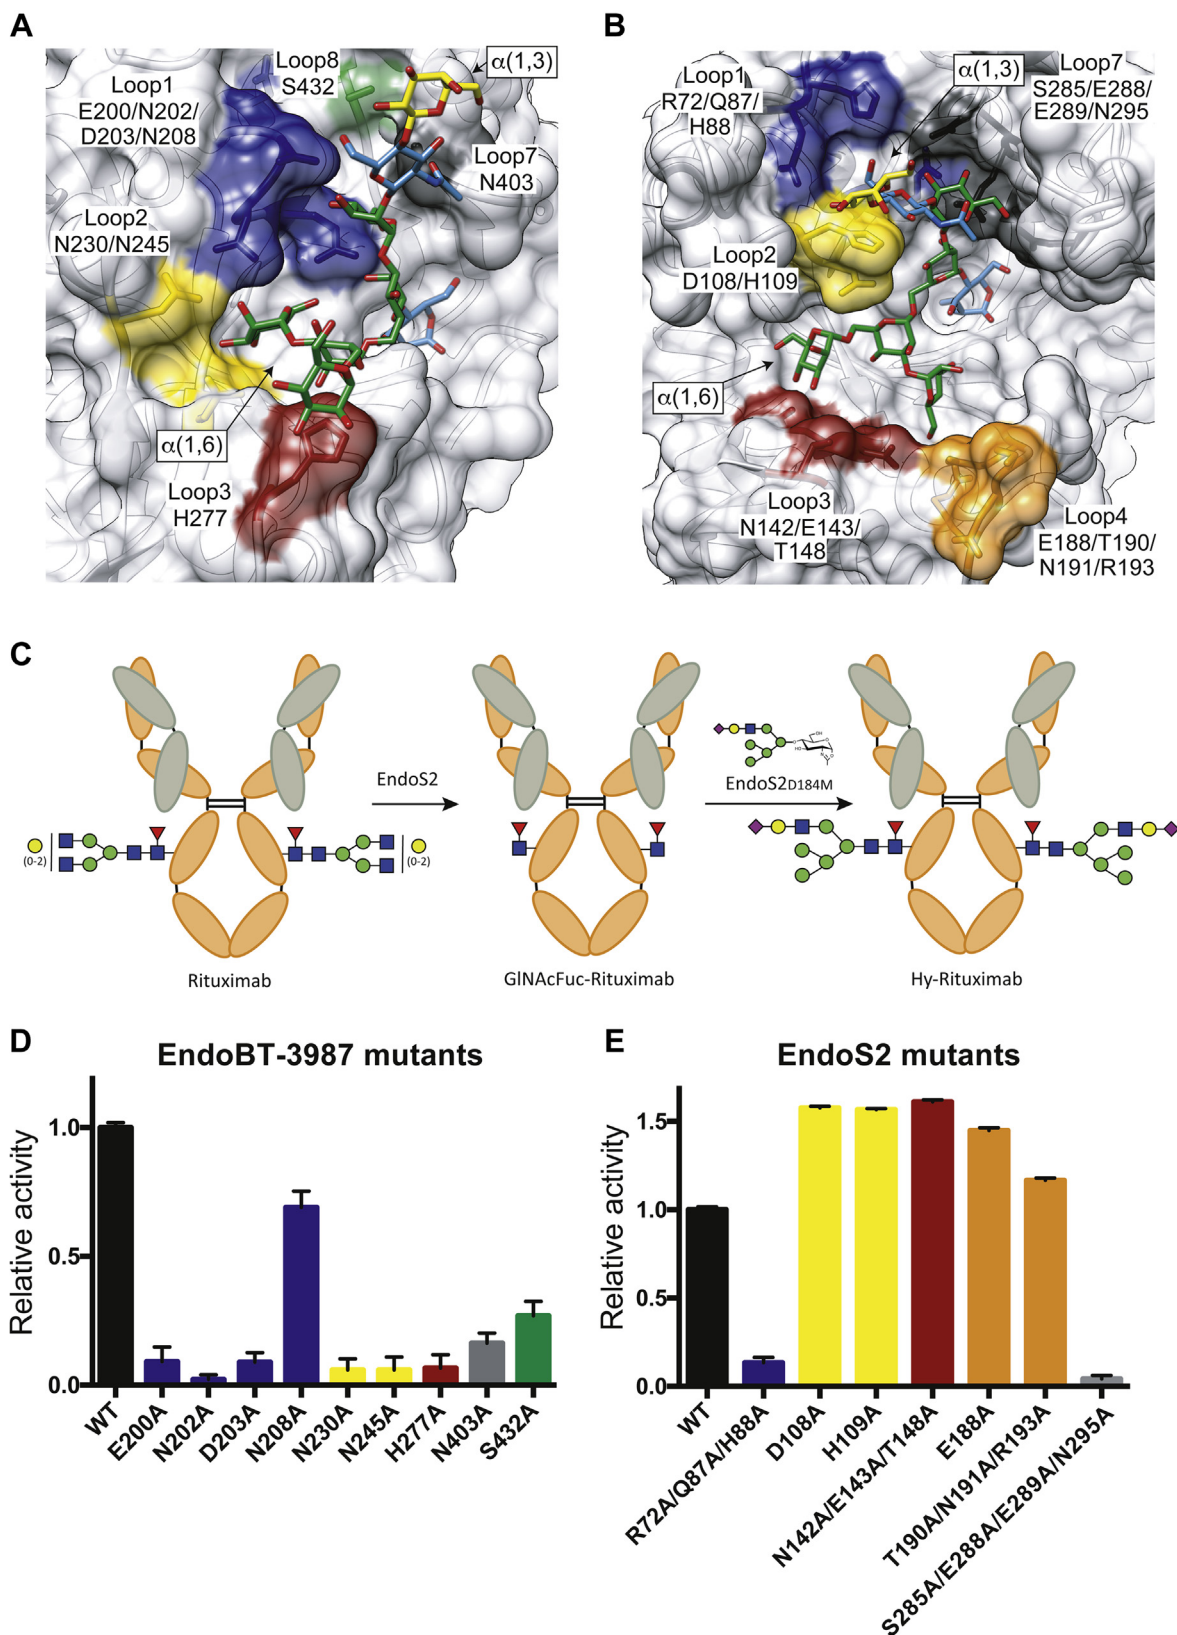 A
Loop1
E200/N202/
D203/N208
Loop8
S432
α(1,3)
Loop7
N403
Loop2
N230/N245
α(1,6)
Loop3
H277
B
Loop1
R72/Q87/
H88
α(1,3)
Loop7
S285/E288/
E289/N295
Loop2
D108/H109
α(1,6)
Loop3
N142/E143/
T148
Loop4
E188/T190/
N191/R193
C
EndoS2
EndoS2D184M
OH
HO
O
O
N
(0-2)
(0-2)
Rituximab
GlNAcFuc-Rituximab
Hy-Rituximab
D
EndoBT-3987 mutants
Relative activity
1.0
0.5
0.0
WT
E200A
N202A
D203A
N208A
N230A
N245A
H277A
N403A
S432A
E
EndoS2 mutants
Relative activity
1.5
1.0
0.5
0.0
WT
R72A/Q87A/H88A
D108A
H109A
N142A/E143A/T148A
E188A
T190A/N191A/R193A
S285A/E288A/E289A/N295A